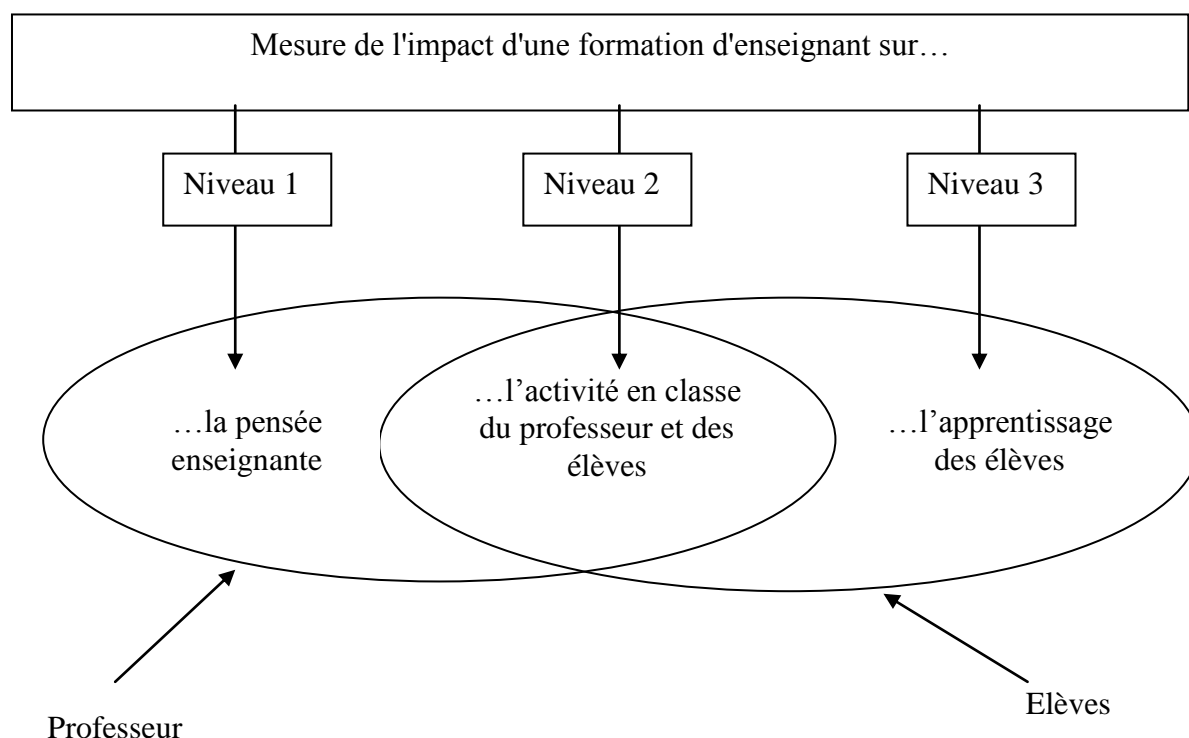 Mesure de l'impact d'une formation d'enseignant sur…
Niveau 1
Niveau 2
Niveau 3
…la pensée
enseignante
…l’activité en classe
du professeur et des
élèves
…l’apprentissage
des élèves
Professeur
Elèves